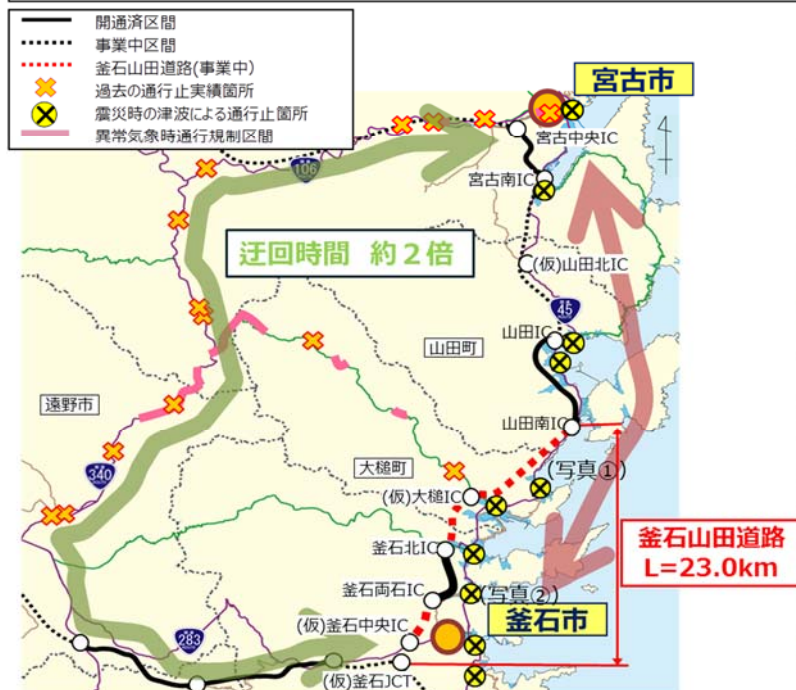 開通済区間
事業中区間
釜石山田道路(事業中)
過去の通行止実績箇所
震災時の津波による通行止箇所
異常気象時通行規制区間
宮古市
宮古中央IC
106
宮古南IC
迂回時間 約2倍
(仮)山田北IC
45
山田IC
山田町
遠野市
山田南IC
大槌町
(写真①)
340
(仮)大槌IC
釜石山田道路
L=23.0km
釜石北IC
釜石両石IC
(写真②)
釜石市
(仮)釜石中央IC
283
(仮)釜石JCT